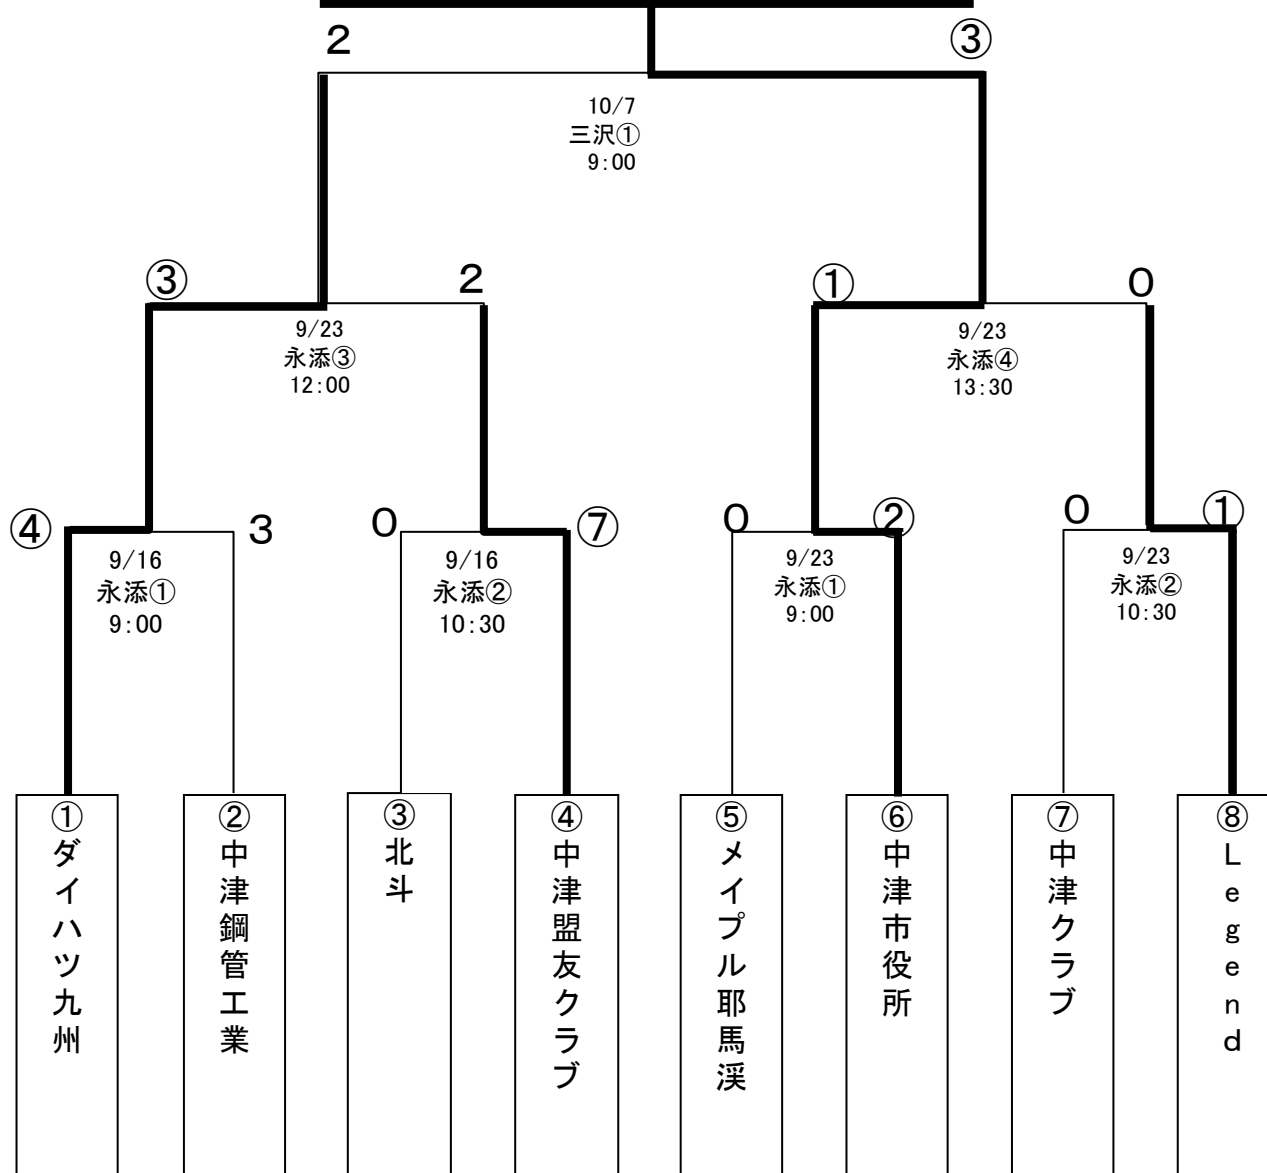 2
③
10/7
三沢①
9:00
③
2
①
0
9/23
永添③
12:00
9/23
永添④
13:30
④
3
0
⑦
0
②
0
①
9/16
永添①
9:00
9/16
永添②
10:30
9/23
永添①
9:00
9/23
永添②
10:30
①ダイハツ九州
②中津鋼管工業
③北斗
④中津盟友クラブ
⑤メイプル耶馬渓
⑥中津市役所
⑦中津クラブ
⑧Legend